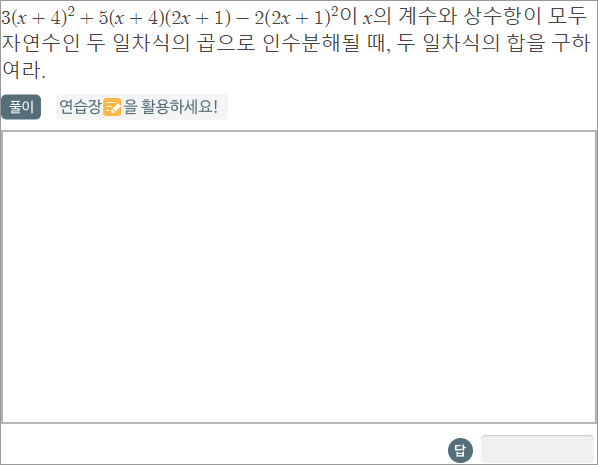 3(x + 4)² + 5(x + 4)(2x + 1) − 2(2x + 1)²이 x의 계수와 상수항이 모두
자연수인 두 일차식의 곱으로 인수분해될 때, 두 일차식의 합을 구하
여라.
풀이 연습장을 활용하세요!
답